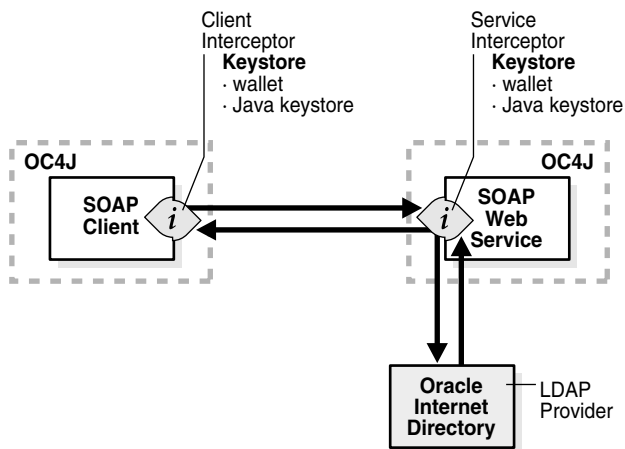 Client
Interceptor
Keystore
· wallet
· Java keystore
Service
Interceptor
Keystore
· wallet
· Java keystore
OC4J
SOAP
Client
i
OC4J
i
SOAP
Web
Service
Oracle
Internet
Directory
LDAP
Provider